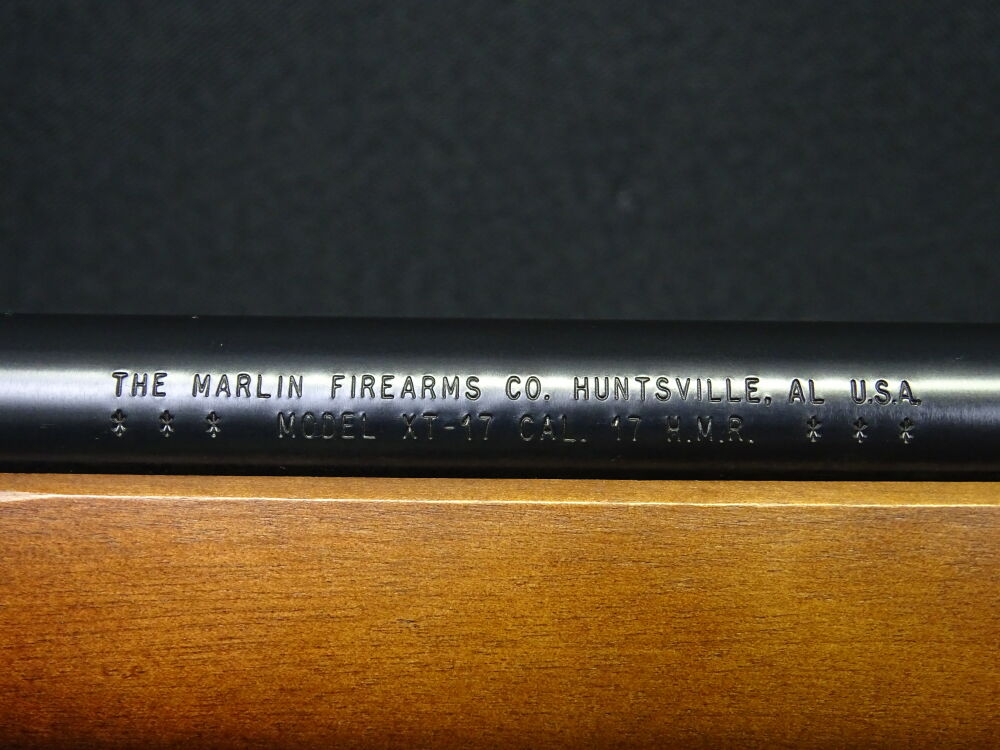 THE MARLIN FIREARMS CO. HUNTSVILLE, AL U.S.A.
* * * MODEL XT-17 CAL. 17 H.M.R. * * *